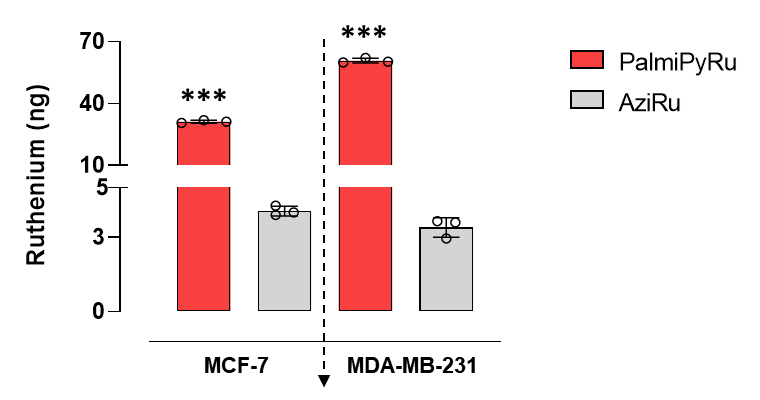 Ruthenium (ng)
70
40
10
5
3
0
***
***
MCF-7
MDA-MB-231
PalmiPyRu
AziRu